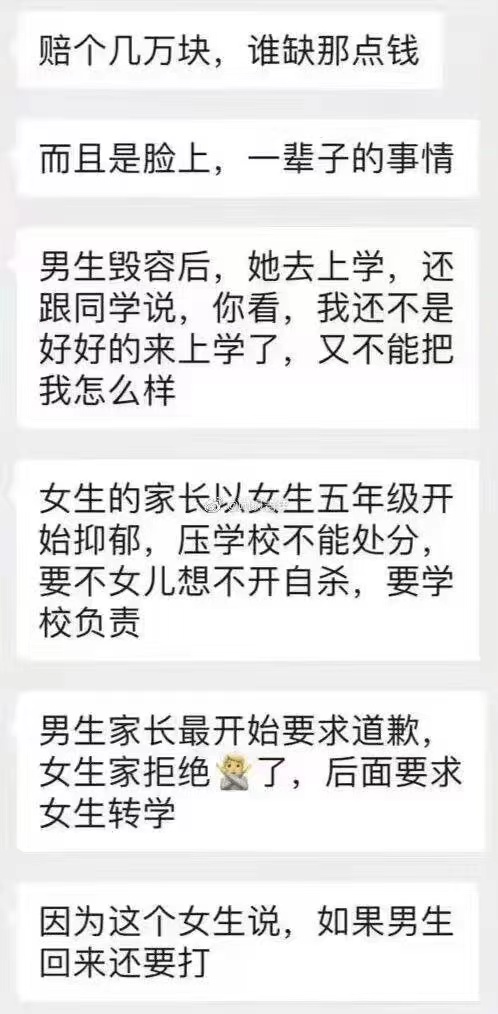 赔个几万块，谁缺那点钱
而且是脸上，一辈子的事情
男生毁容后，她去上学，还
跟同学说，你看，我还不是
好好的来上学了，又不能把
我怎么样
女生的家长以女生五年级开
始抑郁，压学校不能处分，
要不女儿想不开自杀，要学
校负责
男生家长最开始要求道歉，
女生家拒绝🙅了，后面要求
女生转学
因为这个女生说，如果男生
回来还要打